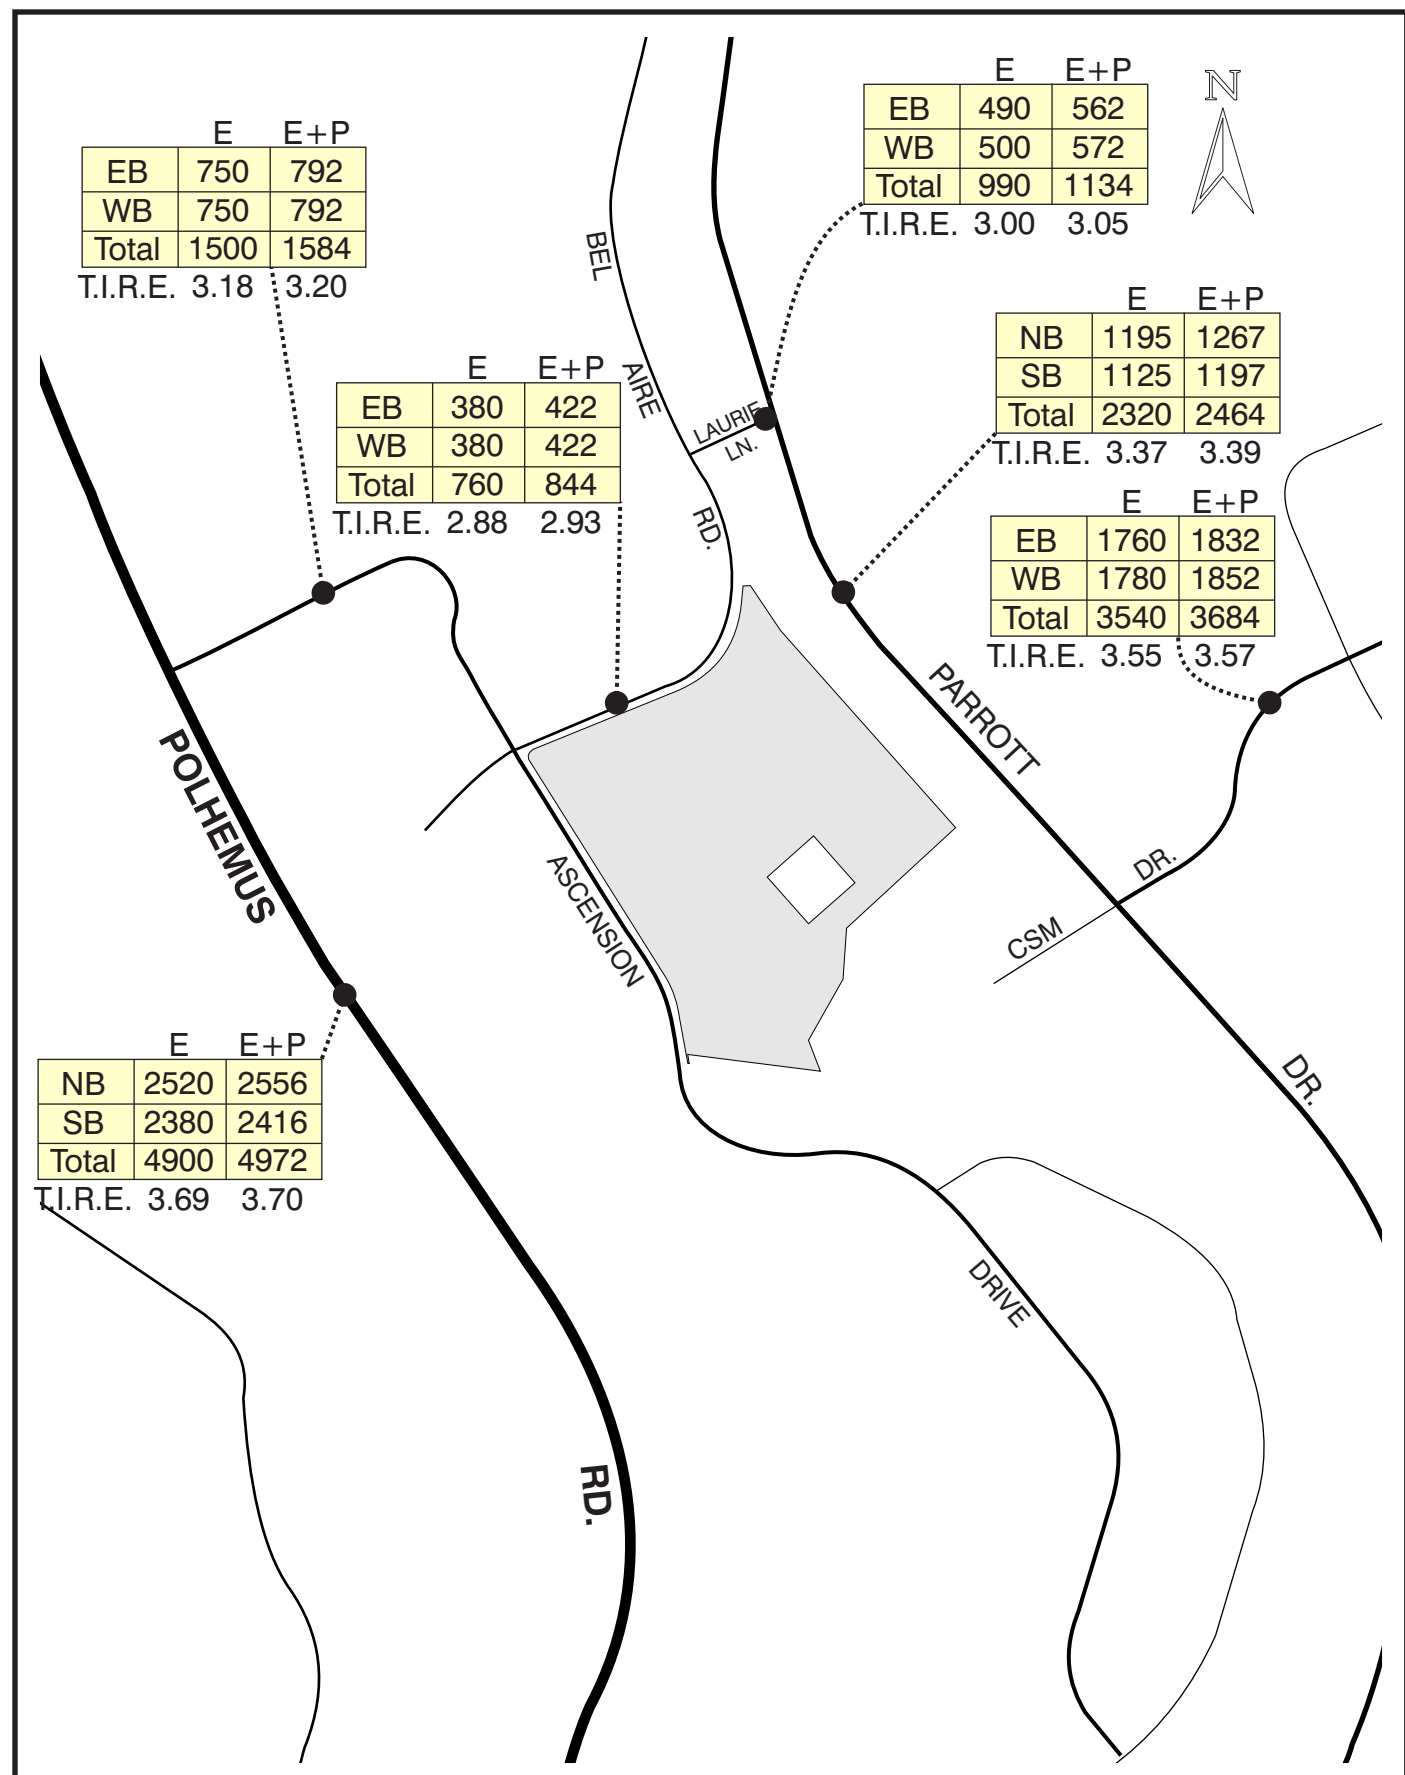 E E+P
EB 490 562
WB 500 572
Total 990 1134
T.I.R.E. 3.00 3.05
N
E E+P
EB 750 792
WB 750 792
Total 1500 1584
T.I.R.E. 3.18 3.20
BEL
AIRE
RD.
E E+P
NB 1195 1267
SB 1125 1197
Total 2320 2464
T.I.R.E. 3.37 3.39
E E+P
EB 380 422
WB 380 422
Total 760 844
T.I.R.E. 2.88 2.93
LAURIE
LN.
E E+P
EB 1760 1832
WB 1780 1852
Total 3540 3684
T.I.R.E. 3.55 3.57
PARROTT
DR.
POLHEMUS
RD.
ASCENSION
DRIVE
CSM
DR.
E E+P
NB 2520 2556
SB 2380 2416
Total 4900 4972
T.I.R.E. 3.69 3.70